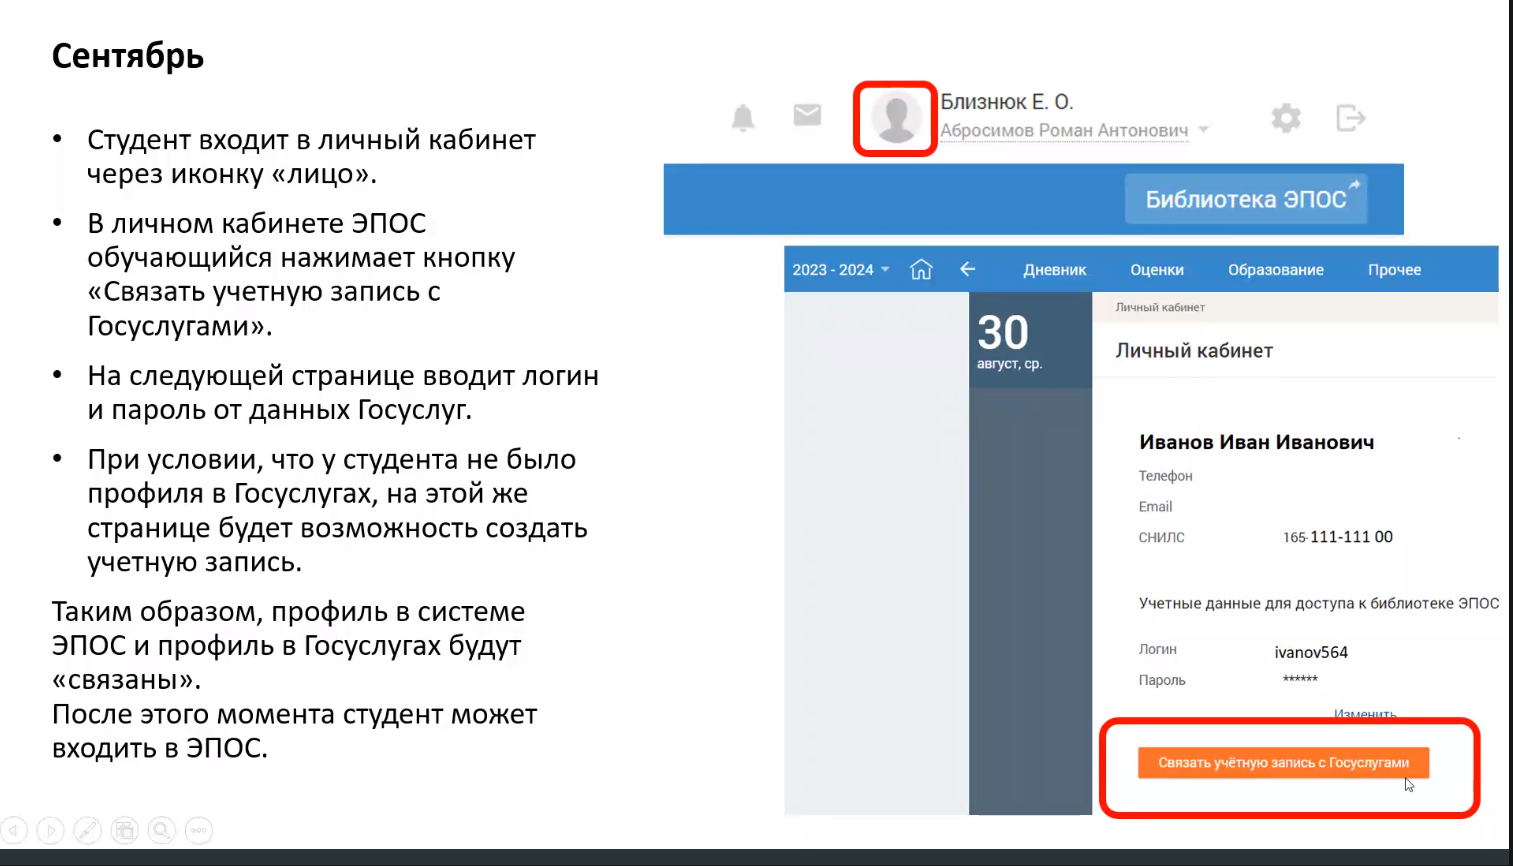 Сентябрь
• Студент входит в личный кабинет
через иконку «лицо».
• В личном кабинете ЭПОС
обучающийся нажимает кнопку
«Связать учетную запись с
Госуслугами».
• На следующей странице вводит логин
и пароль от данных Госуслуг.
• При условии, что у студента не было
профиля в Госуслугах, на этой же
странице будет возможность создать
учетную запись.
Таким образом, профиль в системе
ЭПОС и профиль в Госуслугах будут
«связаны».
После этого момента студент может
входить в ЭПОС.
Близнюк Е. О.
Абросимов Роман Антонович
Библиотека ЭПОС
2023 - 2024 Дневник Оценки Образование Прочее
30
август, ср.
Личный кабинет
Личный кабинет
Иванов Иван Иванович
Телефон
Email
СНИЛС 165-111-111 00
Учетные данные для доступа к библиотеке ЭПОС
Логин ivanov564
Пароль ******
Изменить
Связать учётную запись с Госуслугами